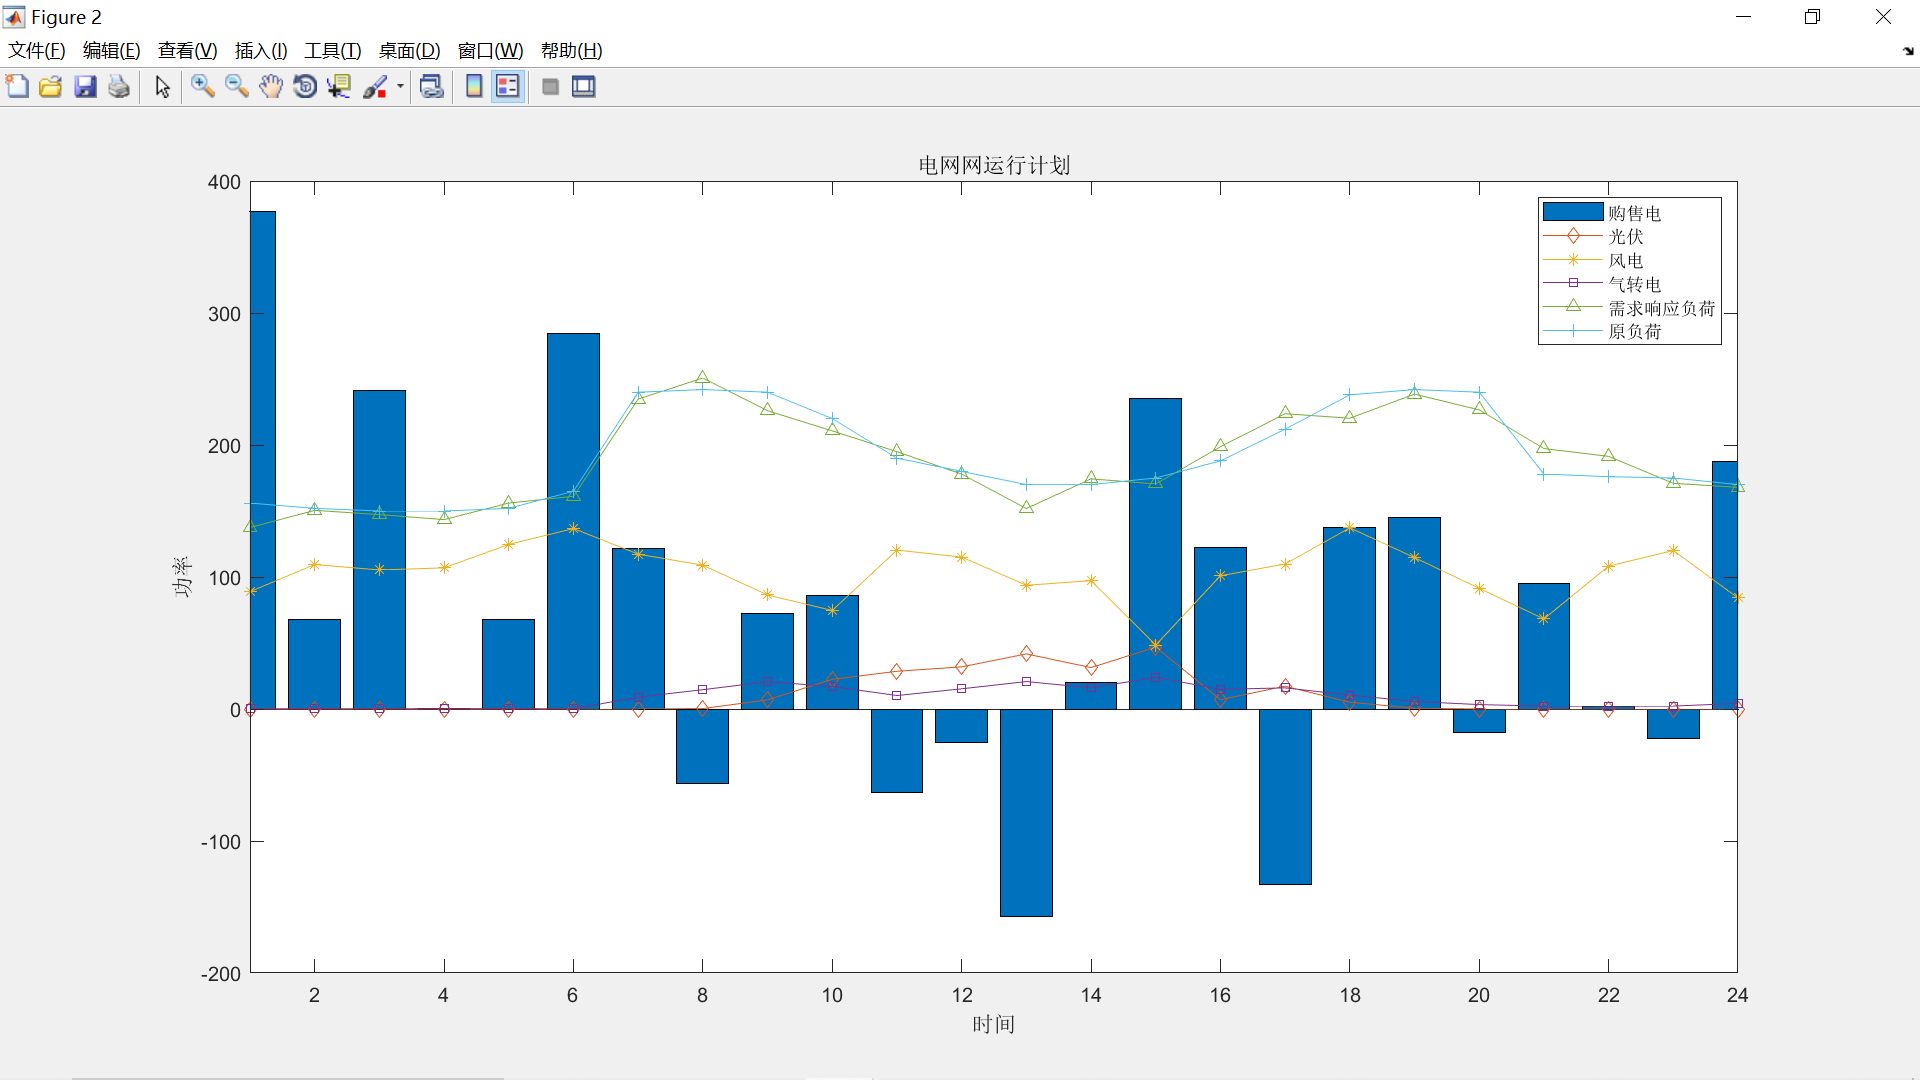 Figure 2
文件(F) 编辑(E) 查看(V) 插入(I) 工具(T) 桌面(D) 窗口(W) 帮助(H)
电网网运行计划
400
300
200
100
0
-100
-200
功率
购售电
光伏
风电
气转电
需求响应负荷
原负荷
2 4 6 8 10 12 14 16 18 20 22 24
时间